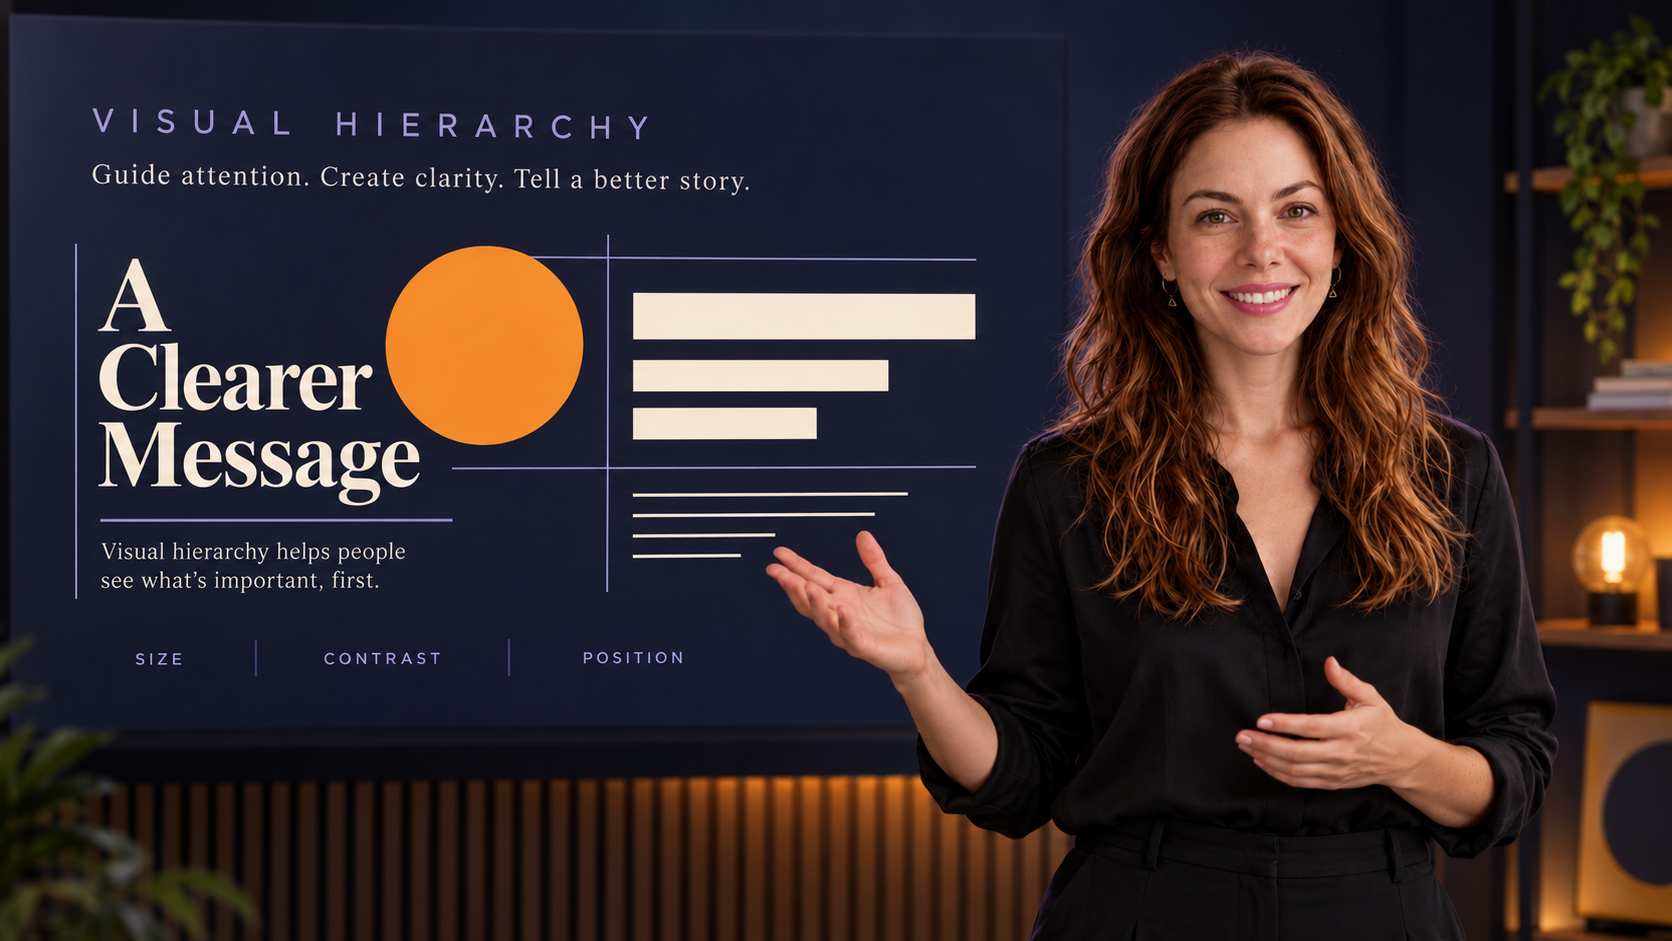 VISUAL HIERARCHY
Guide attention. Create clarity. Tell a better story.
A
Clearer
Message
Visual hierarchy helps people
see what’s important, first.
SIZE
CONTRAST
POSITION